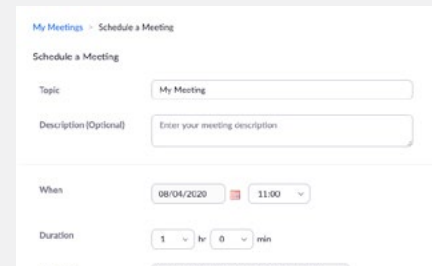 My Meetings > Schedule a Meeting
Schedule a Meeting
Topic My Meeting
Description (Optional) Enter your meeting description
When 08/04/2020 11:00
Duration 1 hr 0 min